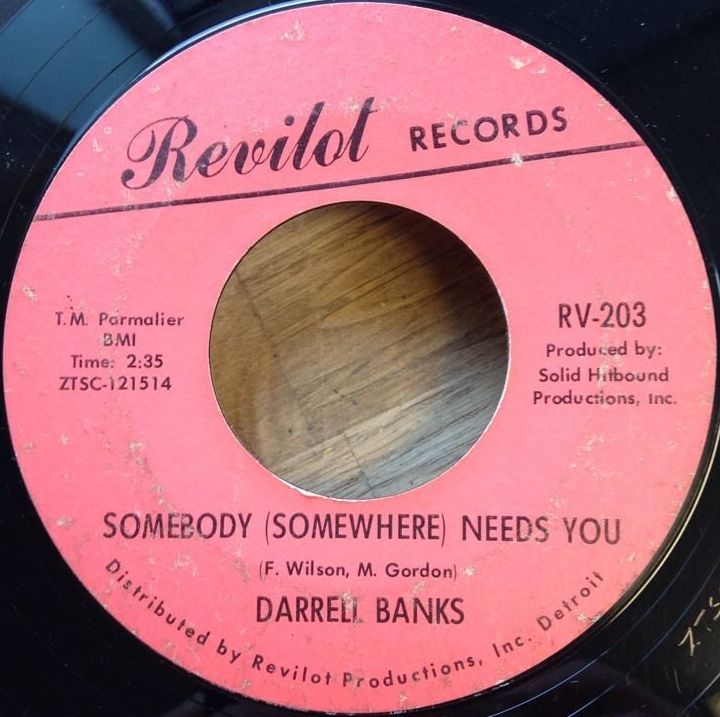 Revilot RECORDS
T.M. Parmalier
BMI
Time: 2:35
ZTSC-121514
RV-203
Produced by:
Solid Hitbound
Productions, Inc.
SOMEBODY (SOMEWHERE) NEEDS YOU
(F. Wilson, M. Gordon)
DARRELL BANKS
Distributed by Revilot Productions, Inc. Detroit